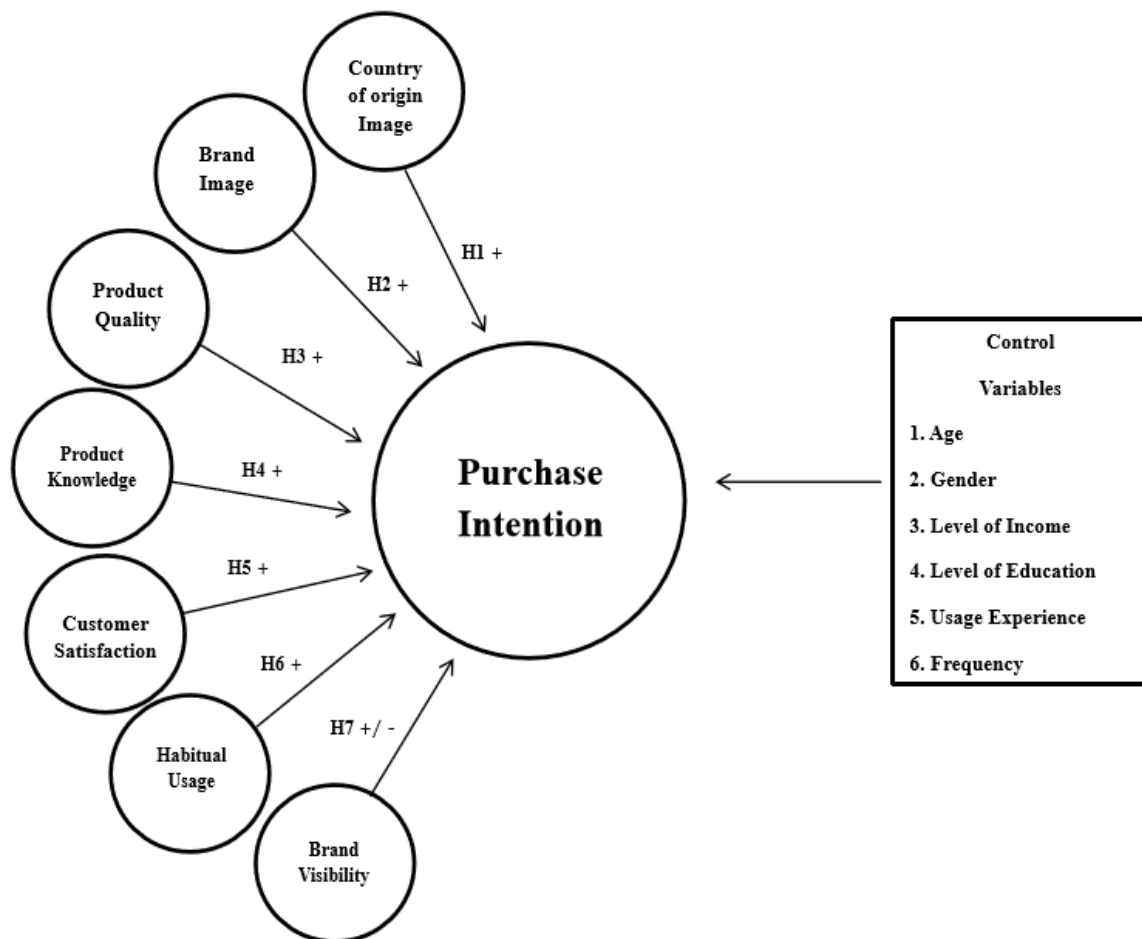 Country
of origin
Image
Brand
Image
H1 +
H2 +
Product
Quality
H3 +
Control
Variables
1. Age
2. Gender
3. Level of Income
4. Level of Education
5. Usage Experience
6. Frequency
Product
Knowledge
H4 +
Purchase
Intention
H5 +
Customer
Satisfaction
H6 +
H7 +/ -
Habitual
Usage
Brand
Visibility